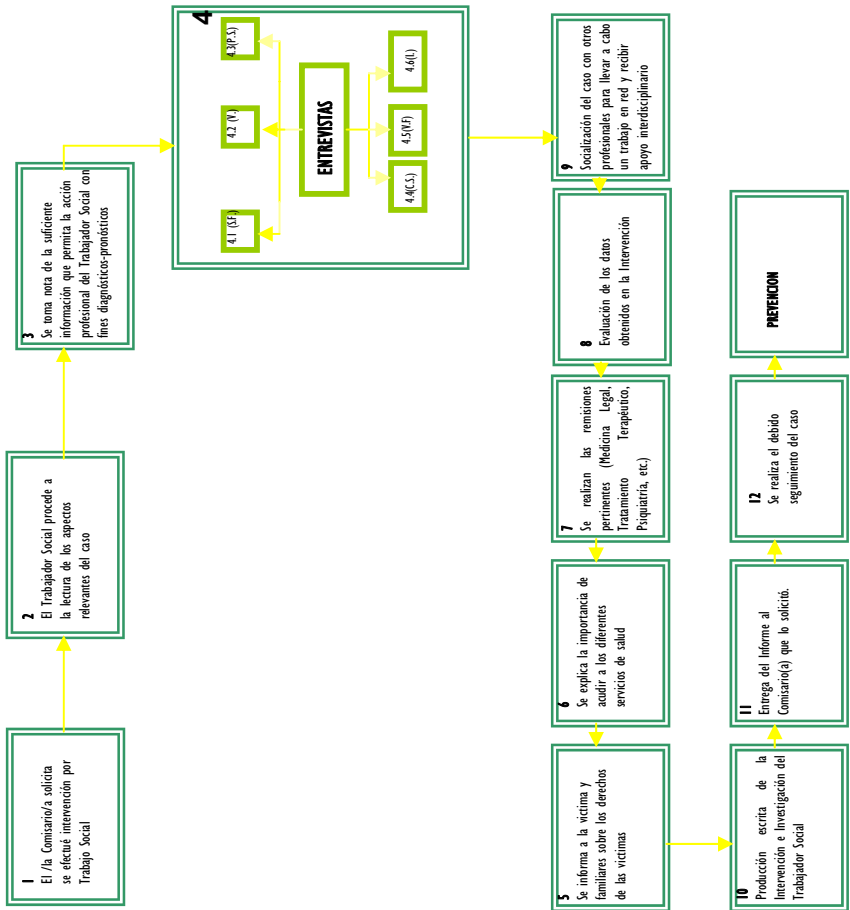 1
El /la Comisario/a solicita
se efectué intervención por
Trabajo Social
2
El Trabajador Social procede a
la lectura de los aspectos
relevantes del caso
3
Se toma nota de la suficiente
información que permita la acción
profesional del Trabajador Social con
fines diagnósticos-pronósticos
4
4.1 (S.F.)
4.2 (V.)
4.3(P..S.)
ENTREVISTAS
4.4(C.S.)
4.5(V.F)
4.6(L)
5
Se informa a la victima y
familiares sobre los derechos
de las victimas
6
Se explica la importancia de
acudir a los diferentes
servicios de salud
7
Se realizan las remisiones
pertinentes (Medicina Legal,
Tratamiento Terapéutico,
Psiquiatría, etc.)
8
Evaluación de los datos
obtenidos en la Intervención
9
Socialización del caso con otros
profesionales para llevar a cabo
un trabajo en red y recibir
apoyo interdisciplinario
10
Producción escrita de la
Intervención e Investigación del
Trabajador Social
11
Entrega del Informe al
Comisario(a) que lo solicitó.
12
Se realiza el debido
seguimiento del caso
PREVENCION